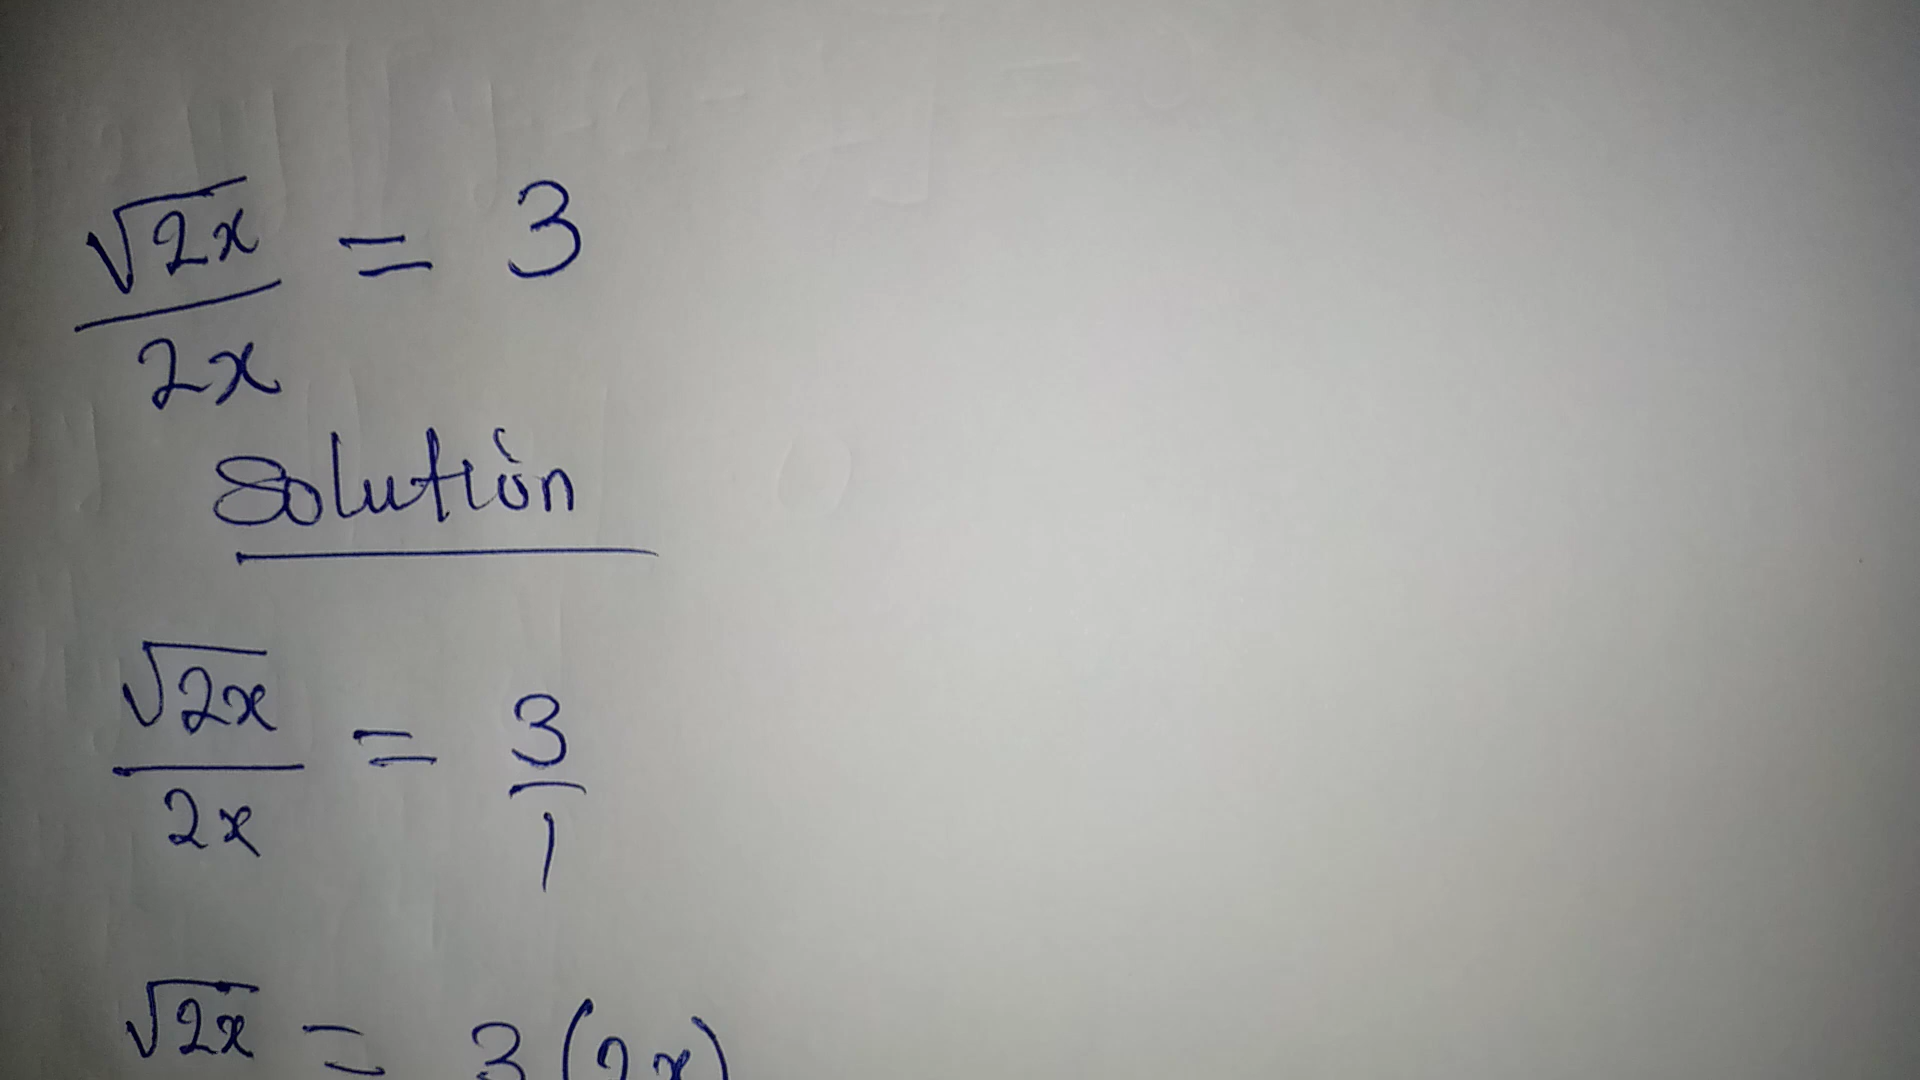 √2x / 2x = 3
Solution
√2x / 2x = 3 / 1
√2x = 3(2x)